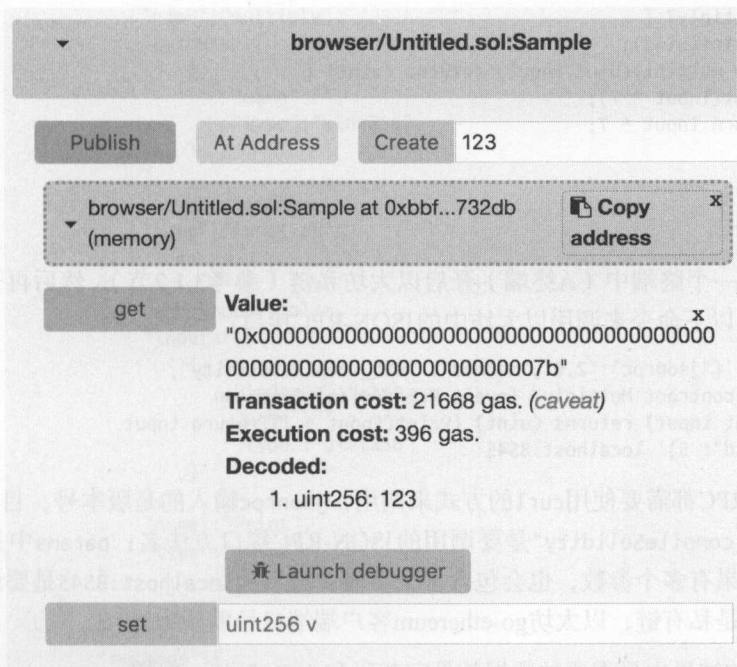 browser/Untitled.sol:Sample
Publish
At Address
Create
123
browser/Untitled.sol:Sample at 0xbbf...732db
(memory)
Copy
address
x
get
Value:
x
"0x0000000000000000000000000000000000000
00000000000000000000000000007b"
Transaction cost: 21668 gas. (caveat)
Execution cost: 396 gas.
Decoded:
1. uint256: 123
Launch debugger
set
uint256 v